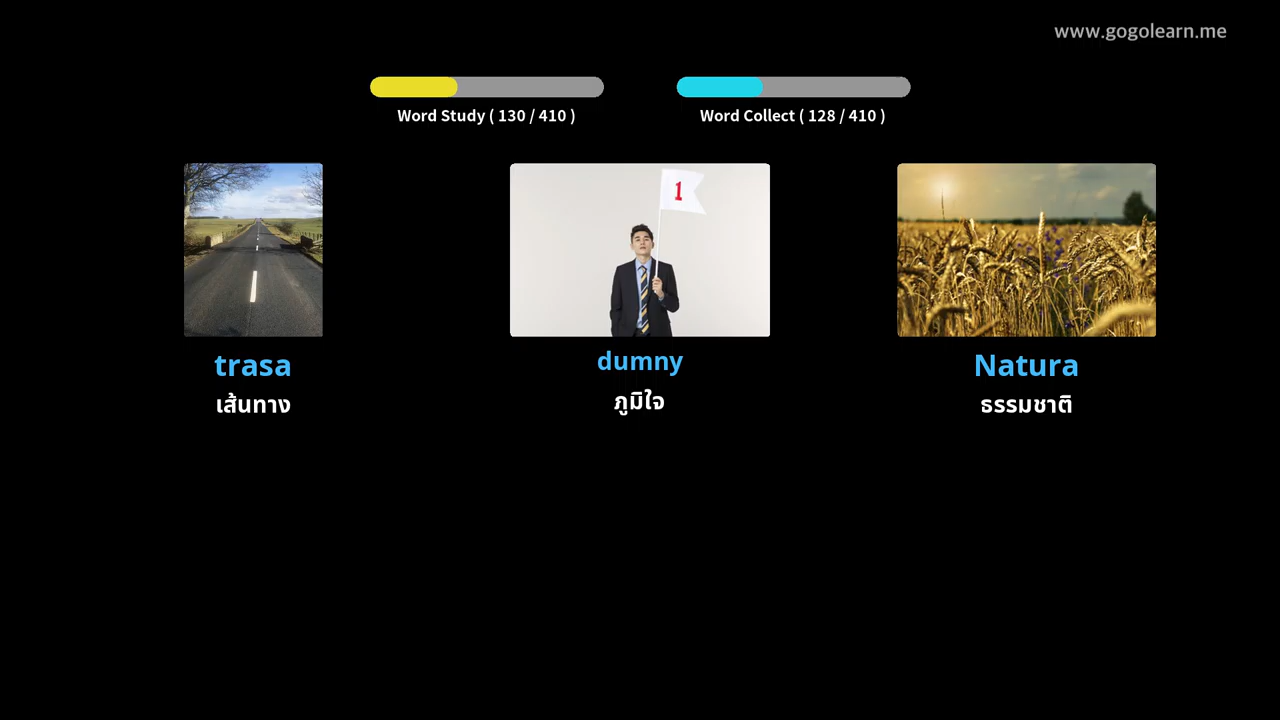 www.gogolearn.me
Word Study ( 130 / 410 )
Word Collect ( 128 / 410 )
1
trasa
dumny
Natura
เส้นทาง
ภูมิใจ
ธรรมชาติ